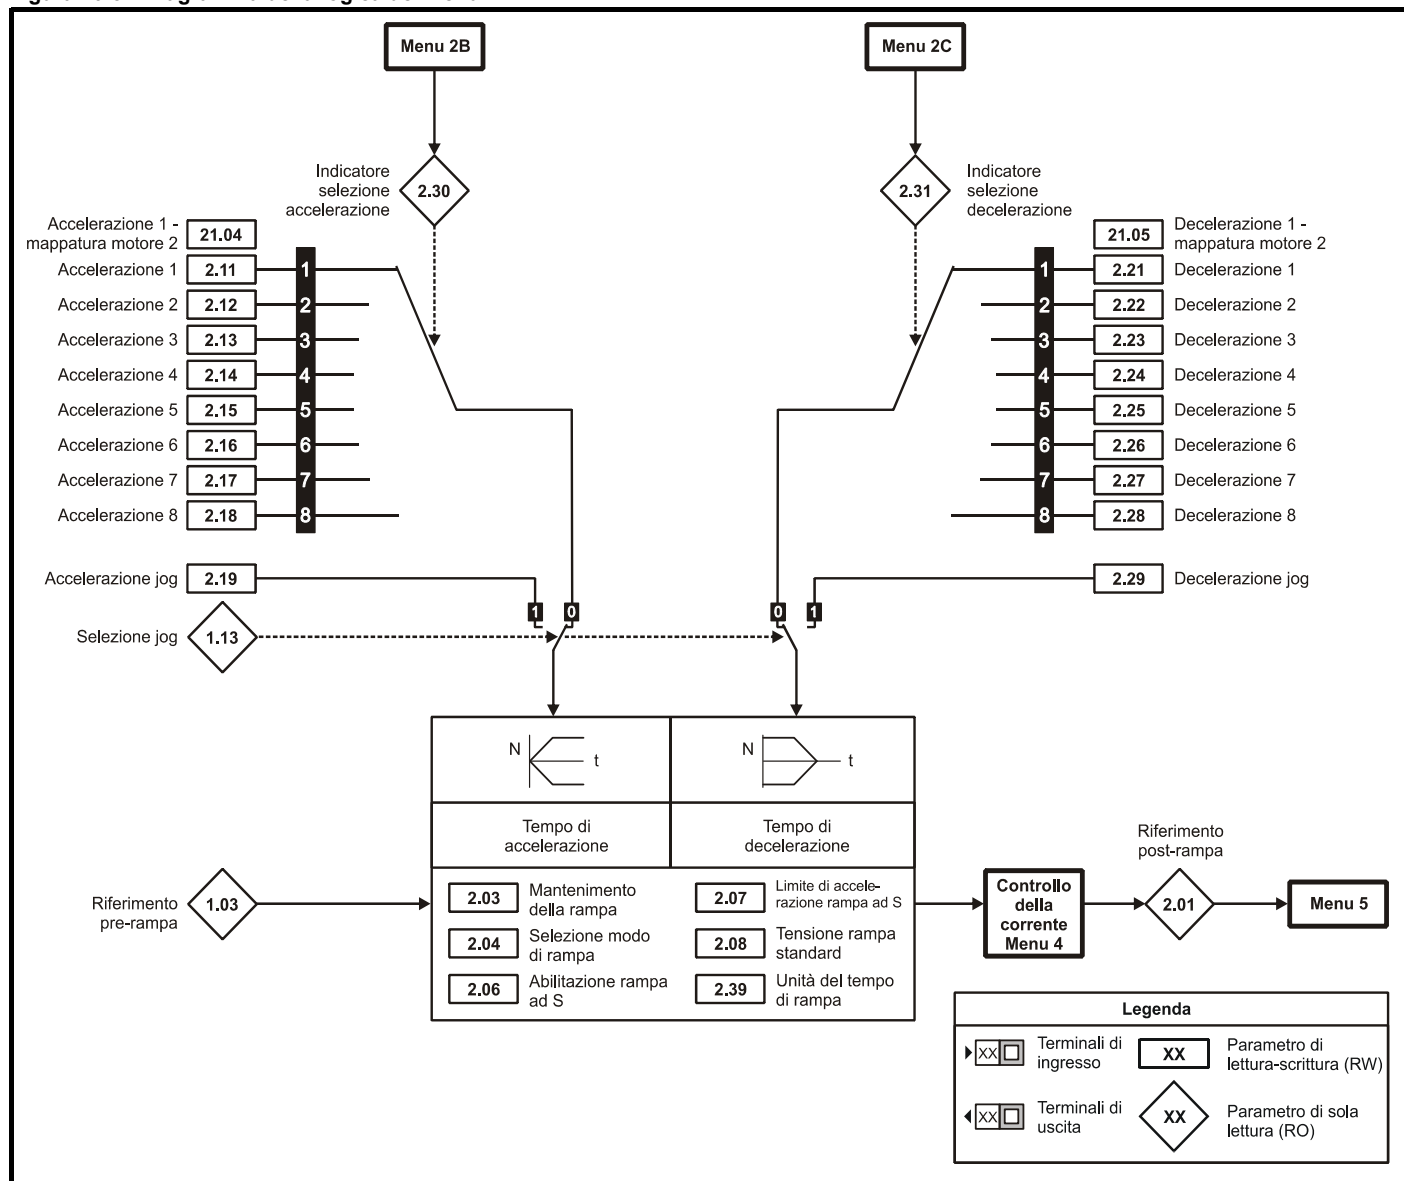 Menu 2B
Menu 2C
Indicatore
selezione
accelerazione
2.30
2.31
Indicatore
selezione
decelerazione
Accelerazione 1 -
mappatura motore 2
21.04
Accelerazione 1
2.11
1
Accelerazione 2
2.12
2
Accelerazione 3
2.13
3
Accelerazione 4
2.14
4
Accelerazione 5
2.15
5
Accelerazione 6
2.16
6
Accelerazione 7
2.17
7
Accelerazione 8
2.18
8
21.05
Decelerazione 1 -
mappatura motore 2
1
2.21
Decelerazione 1
2
2.22
Decelerazione 2
3
2.23
Decelerazione 3
4
2.24
Decelerazione 4
5
2.25
Decelerazione 5
6
2.26
Decelerazione 6
7
2.27
Decelerazione 7
8
2.28
Decelerazione 8
Accelerazione jog
2.19
2.29
Decelerazione jog
1
0
0
1
Selezione jog
1.13
N
t
N
t
Tempo di
accelerazione
Tempo di
decelerazione
Riferimento
pre-rampa
1.03
2.03
Mantenimento
della rampa
2.04
Selezione modo
di rampa
2.06
Abilitazione rampa
ad S
2.07
Limite di accele-
razione rampa ad S
2.08
Tensione rampa
standard
2.39
Unità del tempo
di rampa
Controllo
della
corrente
Menu 4
Riferimento
post-rampa
2.01
Menu 5
Legenda
XX
Terminali di
ingresso
XX
Parametro di
lettura-scrittura (RW)
XX
Terminali di
uscita
XX
Parametro di sola
lettura (RO)